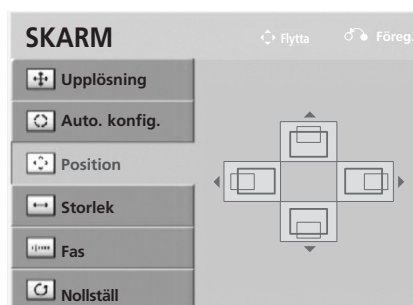 SKARM
Flytta
Föreg.
Upplösning
Auto. konfig.
Position
Storlek
Fas
Nollställ